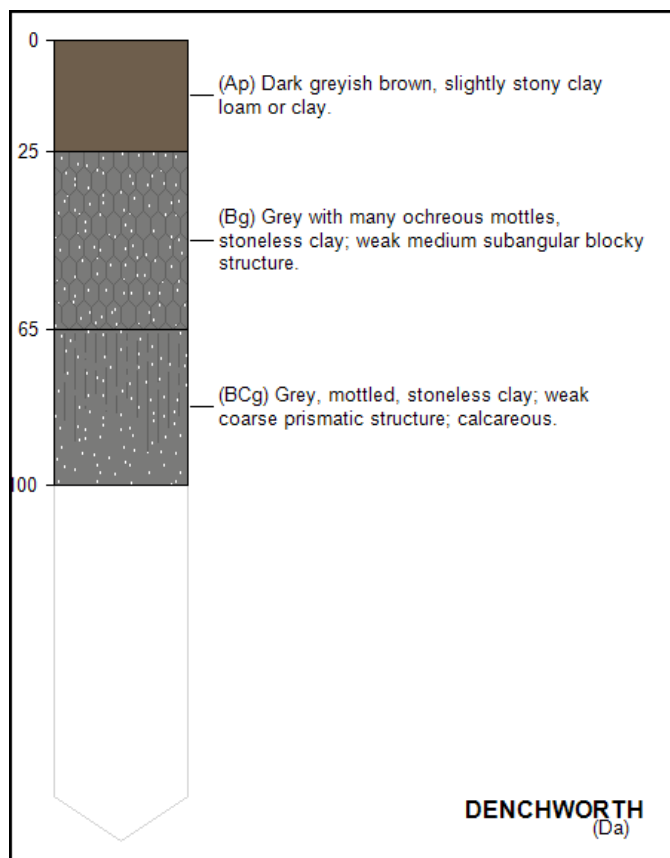 0
(Ap) Dark greyish brown, slightly stony clay
loam or clay.
25
(Bg) Grey with many ochreous mottles,
stoneless clay; weak medium subangular blocky
structure.
65
(BCg) Grey, mottled, stoneless clay; weak
coarse prismatic structure; calcareous.
100
DENCHWORTH
(Da)